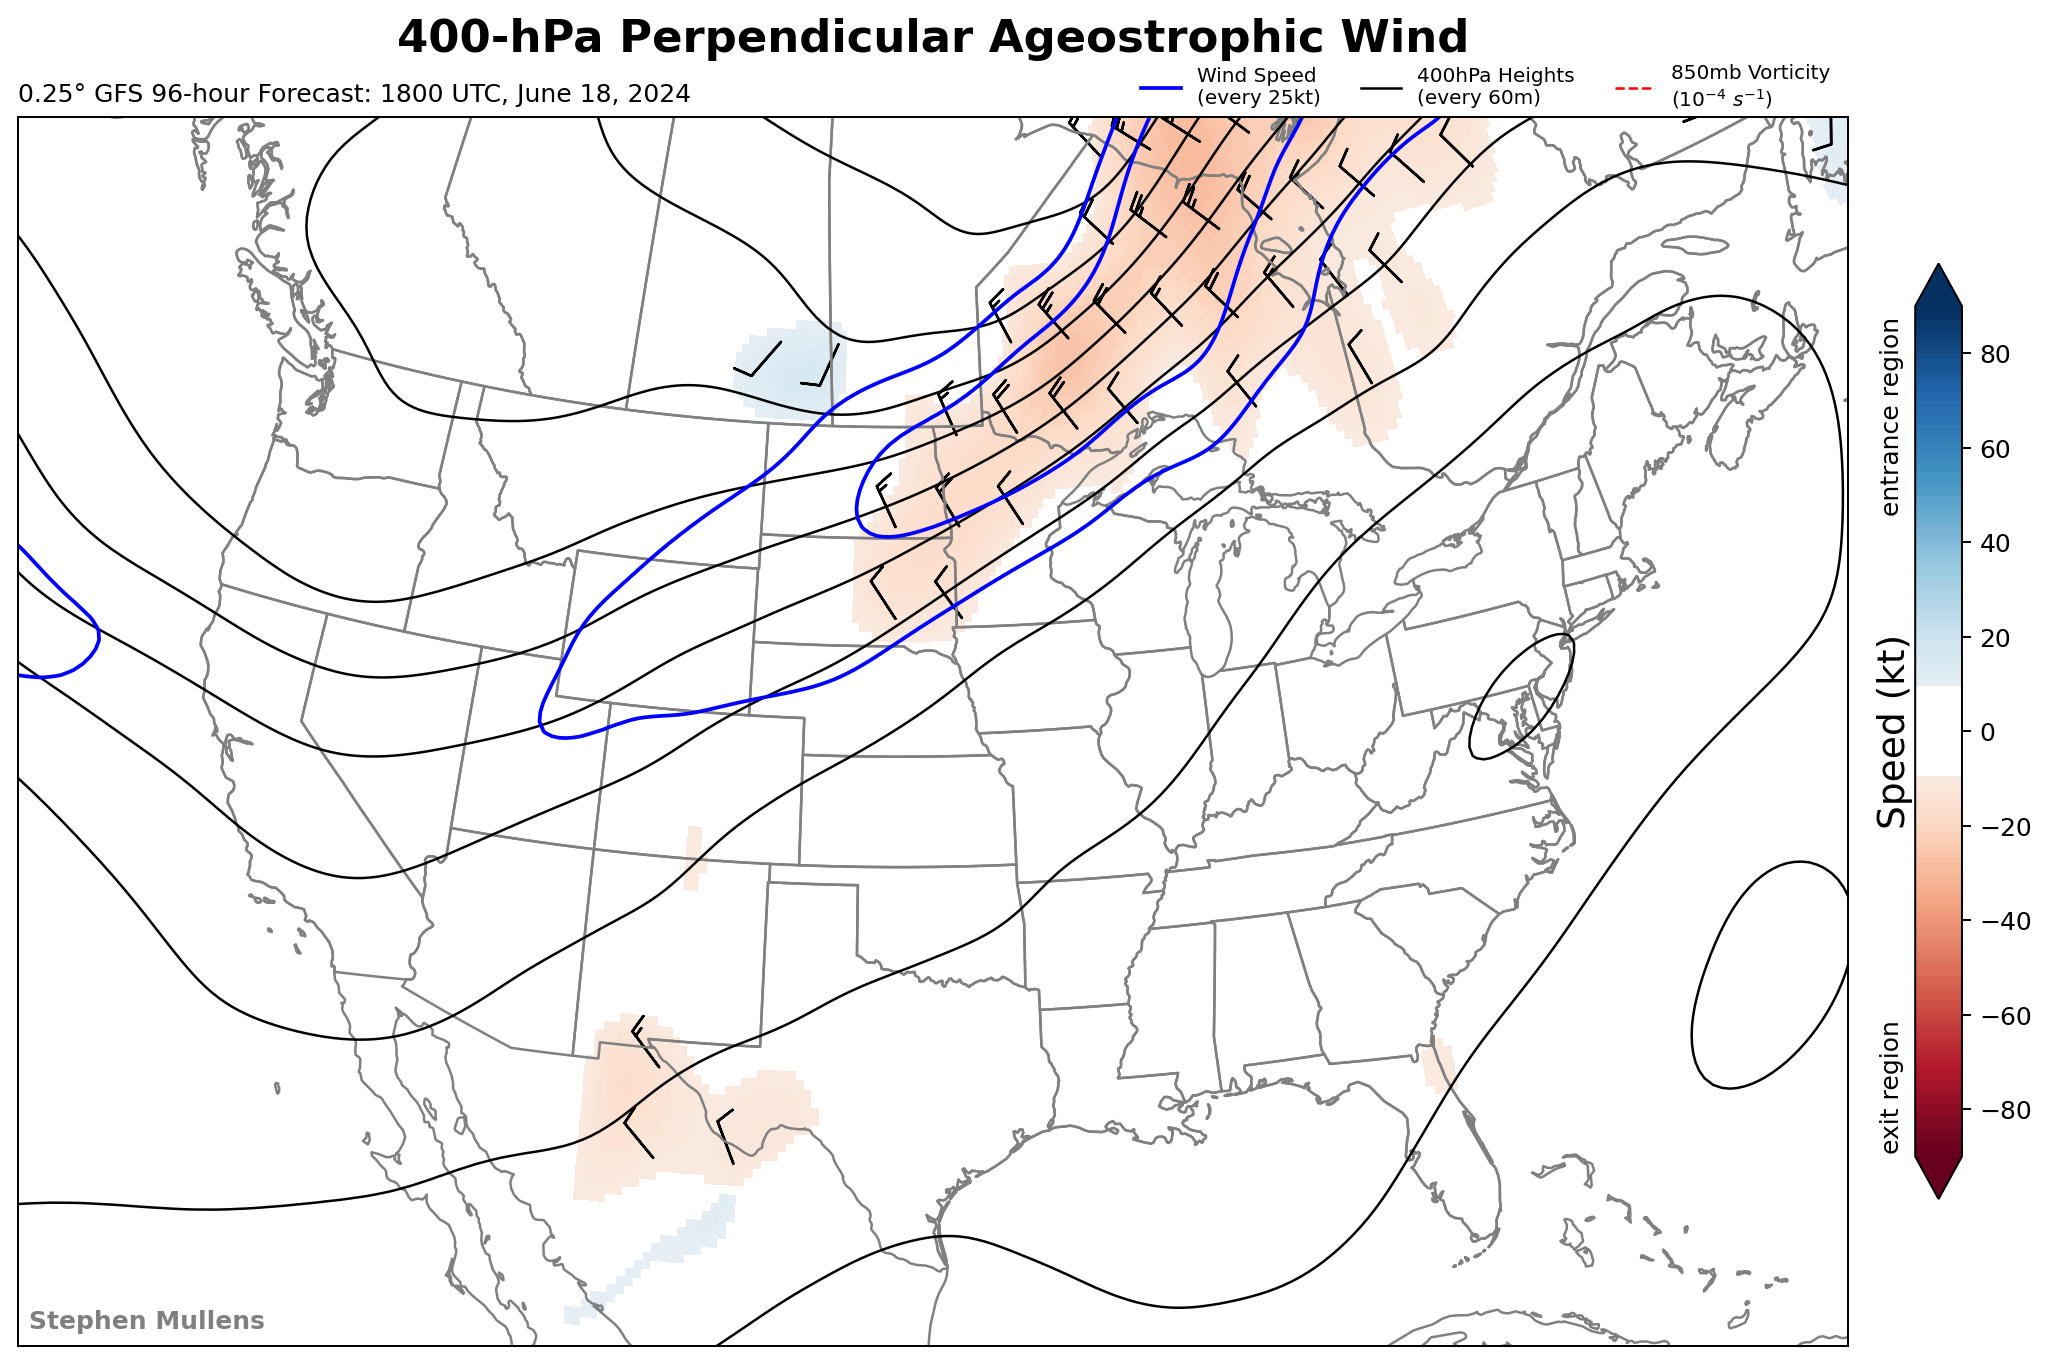 400-hPa Perpendicular Ageostrophic Wind
0.25° GFS 96-hour Forecast: 1800 UTC, June 18, 2024
Wind Speed
(every 25kt)
400hPa Heights
(every 60m)
850mb Vorticity
(10⁻⁴ s⁻¹)
entrance region
Speed (kt)
exit region
80
60
40
20
0
−20
−40
−60
−80
Stephen Mullens